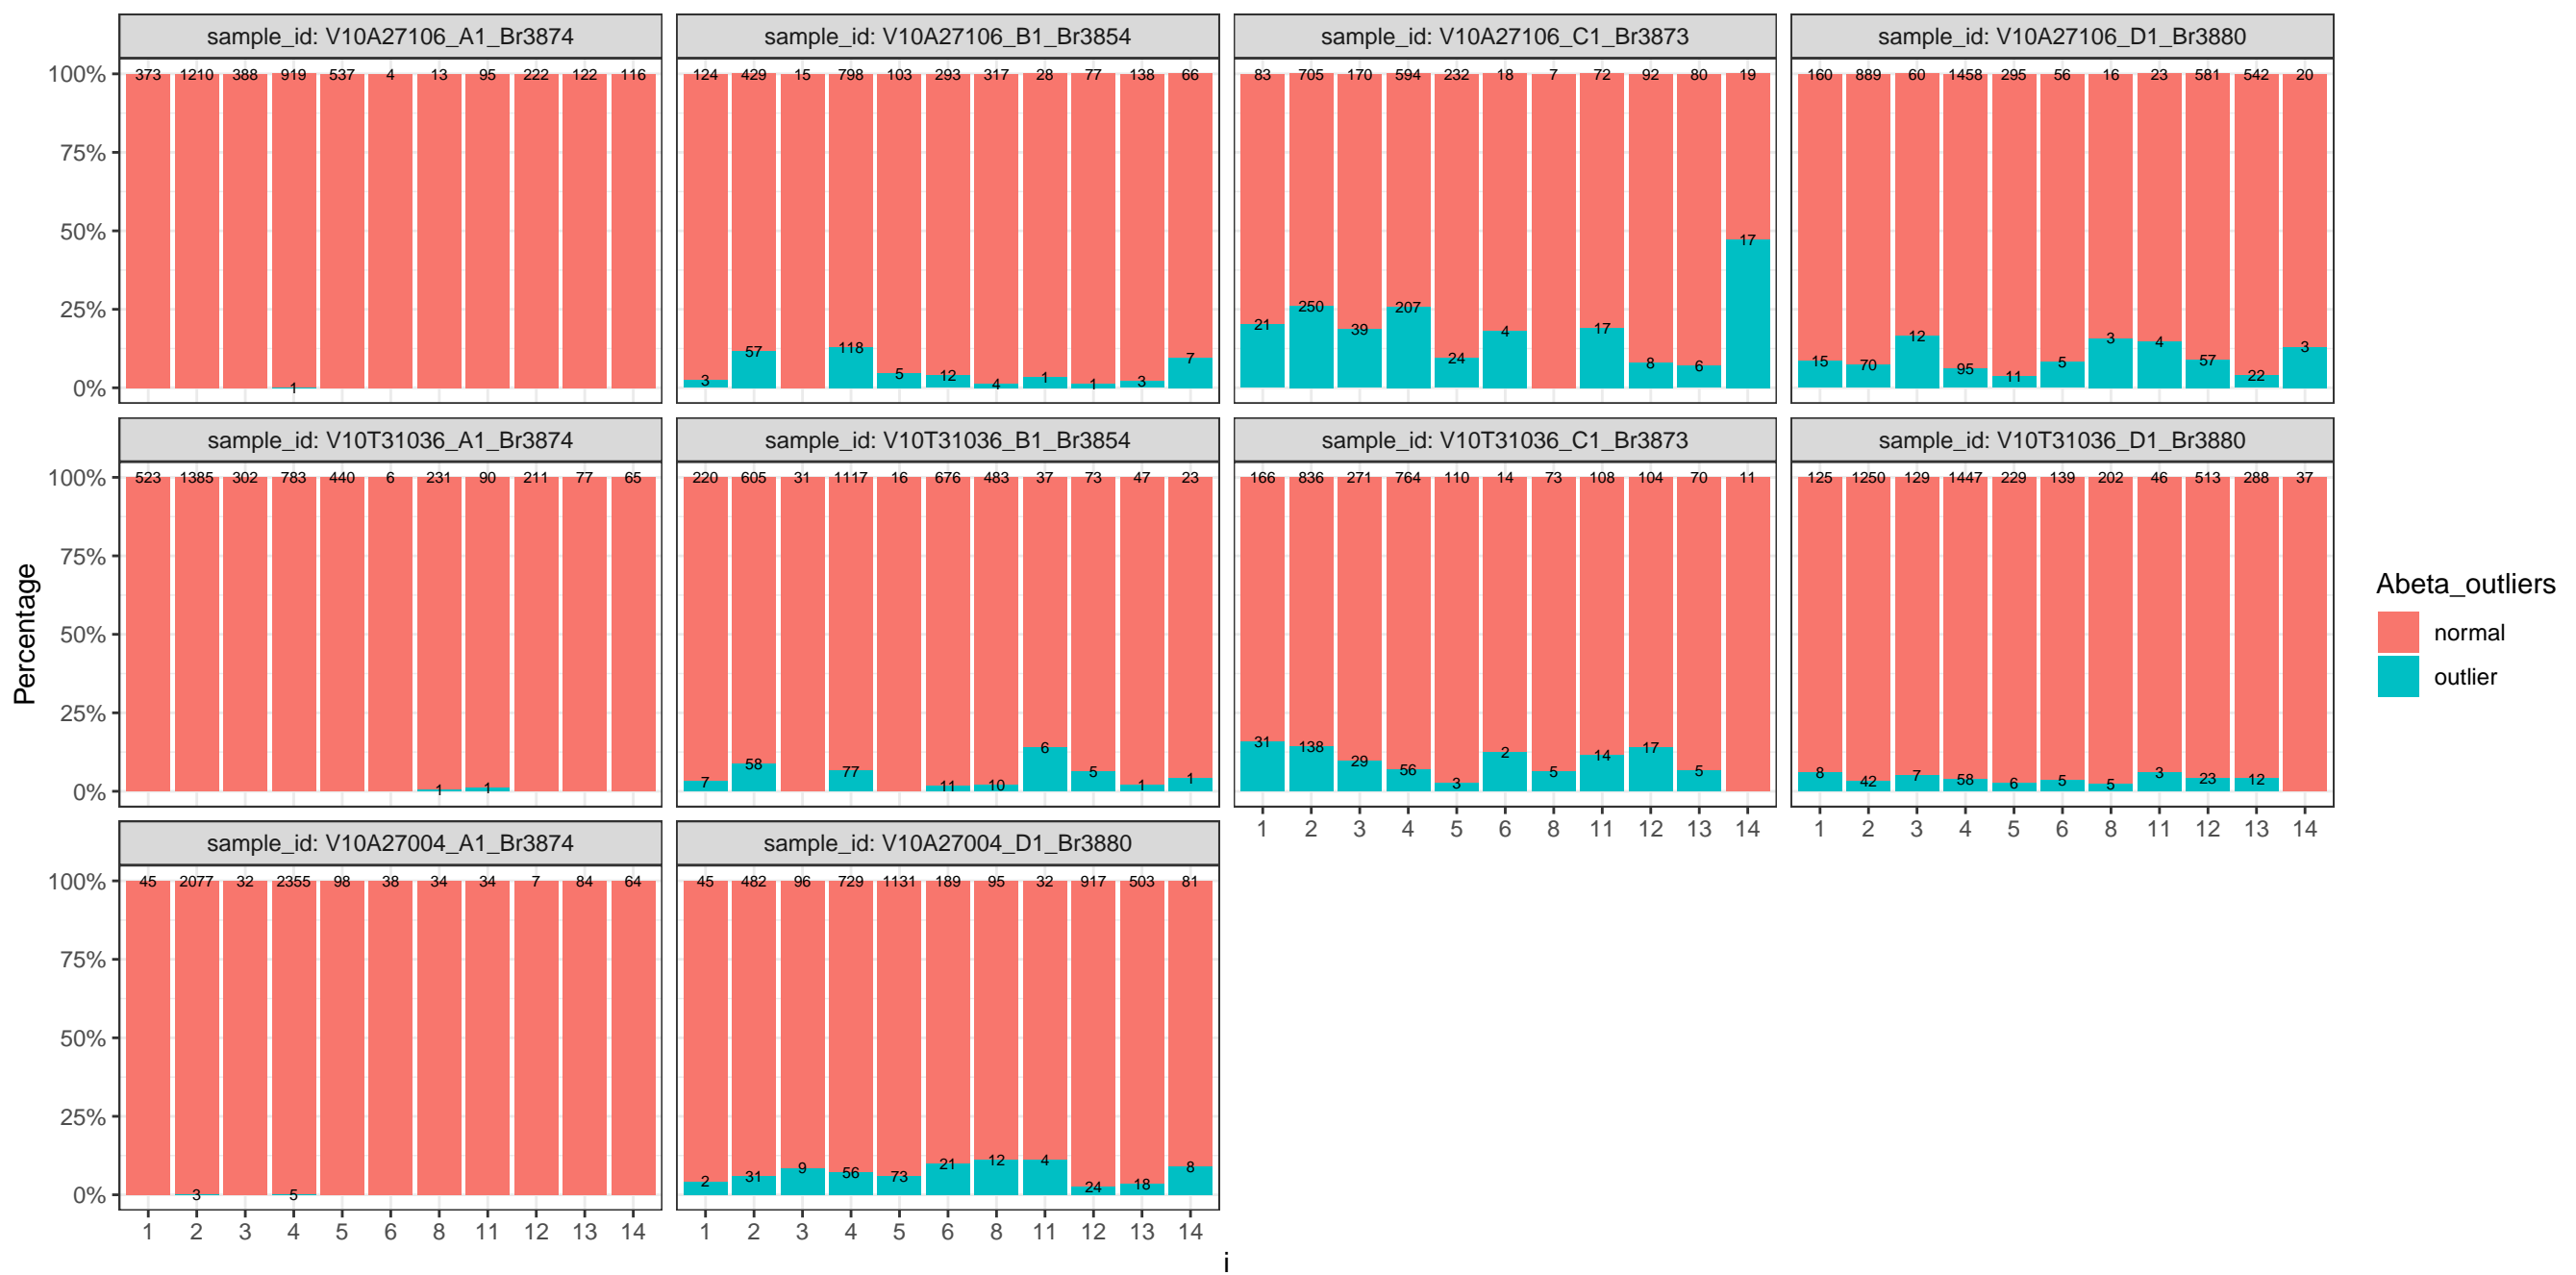 sample_id: V10A27106_A1_Br3874 sample_id: V10A27106_B1_Br3854 sample_id: V10A27106_C1_Br3873 sample_id: V10A27106_D1_Br3880
100% 373 1210 388 919 537 4 13 95 222 122 116 124 429 15 798 103 293 317 28 77 138 66 83 705 170 594 232 18 7 72 92 80 19 160 889 60 1458 295 56 16 23 581 542 20
75%
50% 17
25% 21 250 39 207 4 17
57 118 5 12 7 24 8 6 15 70 12 95 11 5 3 4 57 22 3
0% 1 3 4 1 1 3
sample_id: V10T31036_A1_Br3874 sample_id: V10T31036_B1_Br3854 sample_id: V10T31036_C1_Br3873 sample_id: V10T31036_D1_Br3880
100% 523 1385 302 783 440 6 231 90 211 77 65 220 605 31 1117 16 676 483 37 73 47 23 166 836 271 764 110 14 73 108 104 70 11 125 1250 129 1447 229 139 202 46 513 288 37
75%
50%
25%
0% 1 1 7 58 77 11 10 6 5 1 1 31 138 29 56 3 2 5 14 17 5 8 42 7 58 6 5 5 3 23 12
1 2 3 4 5 6 8 11 12 13 14 1 2 3 4 5 6 8 11 12 13 14
sample_id: V10A27004_A1_Br3874 sample_id: V10A27004_D1_Br3880
100% 45 2077 32 2355 98 38 34 34 7 84 64 45 482 96 729 1131 189 95 32 917 503 81
75%
50%
25%
0% 3 5 2 31 9 56 73 21 12 4 24 18 8
1 2 3 4 5 6 8 11 12 13 14 1 2 3 4 5 6 8 11 12 13 14
i
Percentage
Abeta_outliers
normal
outlier